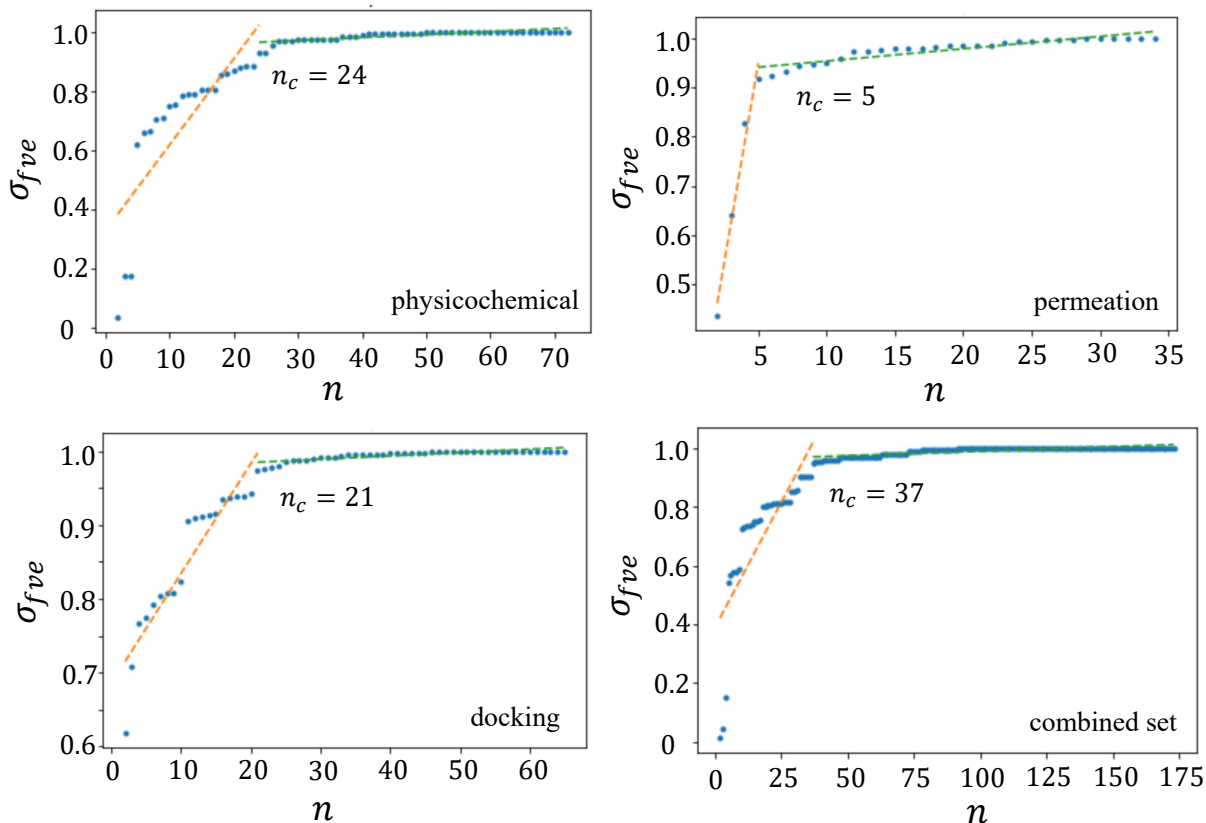 1.0
0.8
0.6
0.4
0.2
0
σ_fve
n_c = 24
physicochemical
0 10 20 30 40 50 60 70
n
1.0
0.9
0.8
0.7
0.6
0.5
σ_fve
n_c = 5
permeation
5 10 15 20 25 30 35
n
1.0
0.9
0.8
0.7
0.6
σ_fve
n_c = 21
docking
0 10 20 30 40 50 60
n
1.0
0.8
0.6
0.4
0.2
0
σ_fve
n_c = 37
combined set
0 25 50 75 100 125 150 175
n